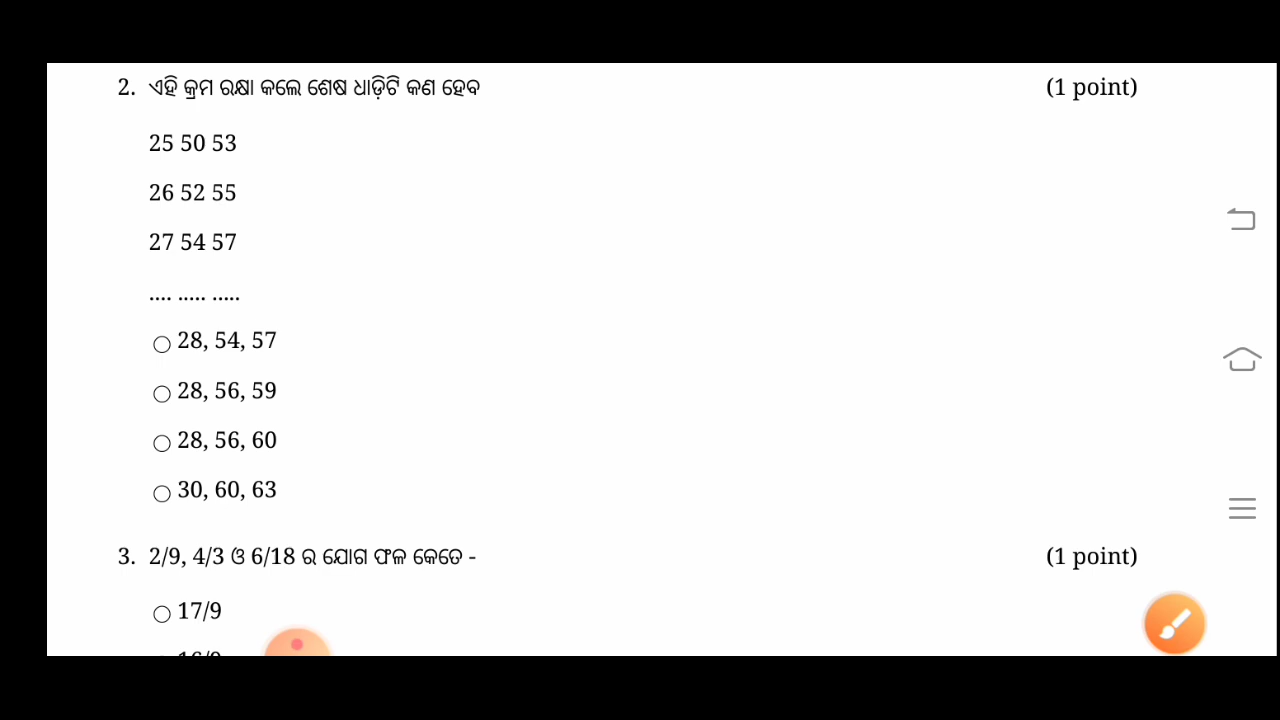 2. ଏହି କ୍ରମ ରକ୍ଷା କଲେ ଶେଷ ଧାଡ଼ିଟି କଣ ହେବ (1 point)
25 50 53
26 52 55
27 54 57
.... ..... .....
28, 54, 57
28, 56, 59
28, 56, 60
30, 60, 63
3. 2/9, 4/3 ଓ 6/18 ର ଯୋଗ ଫଳ କେତେ - (1 point)
17/9